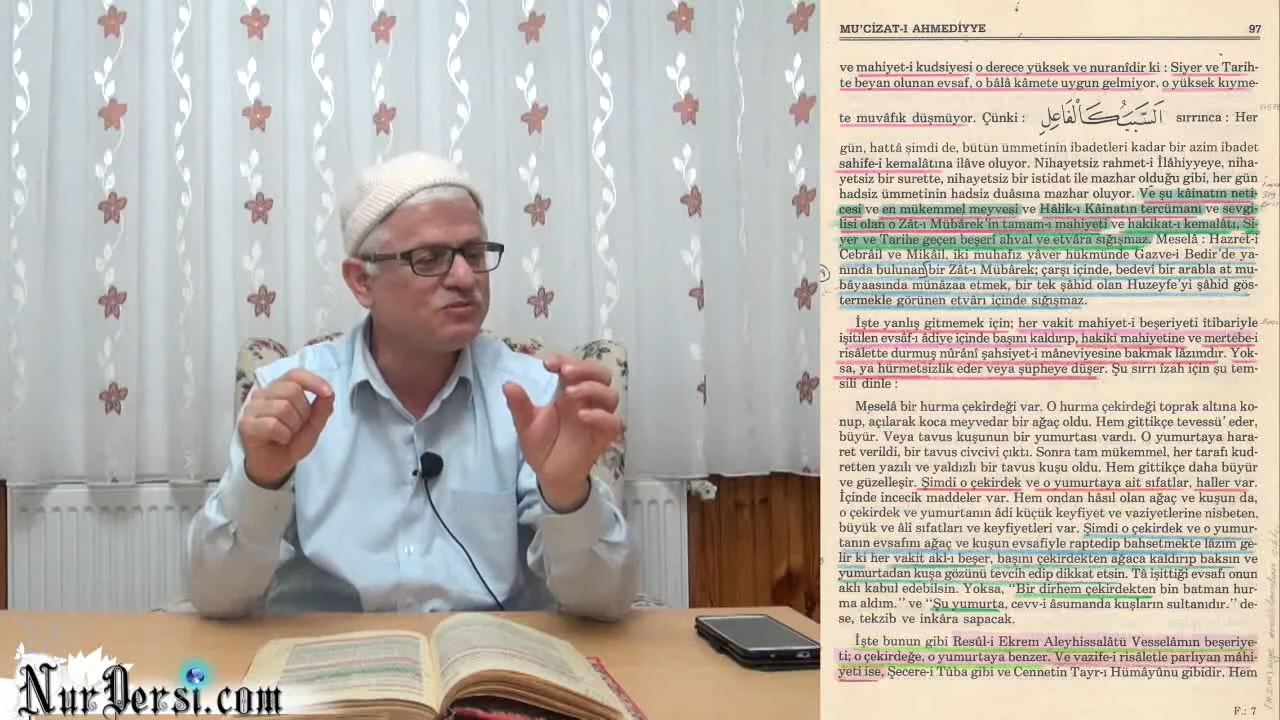 MU'CİZAT-I AHMEDİYYE 97
ve mahiyet-i kudsiyesi o derece yüksek ve nuranîdir ki : Siyer ve Tarih-
te beyan olunan evsaf, o bâlâ kâmete uygun gelmiyor, o yüksek kıyme-
te muvâfık düşmüyor. Çünki : اَلسَّبَبُ كَالْفَاعِلِ sırrınca : Her
gün, hattâ şimdi de, bütün ümmetinin ibadetleri kadar bir azim ibadet
sahife-i kemalâtına ilâve oluyor. Nihayetsiz rahmet-i İlâhiyyeye, niha-
yetsiz bir surette, nihayetsiz bir istidat ile mazhar olduğu gibi, her gün
hadsiz ümmetinin hadsiz duâsına mazhar oluyor. Ve şu kâinatın neti-
cesi ve en mükemmel meyvesi ve Hâlik-ı Kâinatın tercümanı ve sevgi-
lisi olan o Zât-ı Mübârek'in tamam-ı mahiyeti ve hakikat-ı kemalâtı, Si-
yer ve Tarihe geçen beşerî ahval ve etvâra sığışmaz. Meselâ : Hazret-i
Cebrâil ve Mikâil, iki muhafız yâver hükmünde Gazve-i Bedir'de ya-
nında bulunan bir Zât-ı Mübârek; çarşı içinde, bedevî bir arabla at mu-
bâyaasında münâzaa etmek, bir tek şâhid olan Huzeyfe'yi şâhid gös-
termekle görünen etvârı içinde sığışmaz.
İşte yanlış gitmemek için; her vakit mahiyet-i beşeriyeti îtibariyle
işitilen evsâf-ı âdiye içinde başını kaldırıp, hakikî mahiyetine ve mertebe-i
risâlette durmuş nûrânî şahsiyet-i mâneviyesine bakmak lâzımdır. Yok-
sa, ya hürmetsizlik eder veya şüpheye düşer. Şu sırrı îzah için şu tem-
sili dinle :
Meselâ bir hurma çekirdeği var. O hurma çekirdeği toprak altına ko-
nup, açılarak koca meyvedar bir ağaç oldu. Hem gittikçe tevessü' eder,
büyür. Veya tavus kuşunun bir yumurtası vardı. O yumurtaya hara-
ret verildi, bir tavus civcivi çıktı. Sonra tam mükemmel, her tarafı kud-
retten yazılı ve yaldızlı bir tavus kuşu oldu. Hem gittikçe daha büyür
ve güzelleşir. Şimdi o çekirdek ve o yumurtaya ait sıfatlar, haller var.
İçinde incecik maddeler var. Hem ondan hâsıl olan ağaç ve kuşun da,
o çekirdek ve yumurtanın âdi küçük keyfiyet ve vaziyetlerine nisbeten,
büyük ve âli sıfatları ve keyfiyetleri var. Şimdi o çekirdek ve o yumur-
tanın evsafını ağaç ve kuşun evsafiyle raptedip bahsetmekte lâzım ge-
lir ki her vakit akl-ı beşer, başını çekirdekten ağaca kaldırıp baksın ve
yumurtadan kuşa gözünü tevcih edip dikkat etsin. Tâ işittiği evsafı onun
aklı kabul edebilsin. Yoksa, "Bir dirhem çekirdekten bin batman hur-
ma aldım." ve "Şu yumurta, cevv-i âsumanda kuşların sultanıdır." de-
se, tekzib ve inkâra sapacak.
İşte bunun gibi Resûl-i Ekrem Aleyhissalâtü Vesselâmın beşeriye-
ti; o çekirdeğe, o yumurtaya benzer. Ve vazife-i risâletle parlıyan mâhi-
yeti ise, Şecere-i Tûba gibi ve Cennetin Tayr-ı Hümâyûnu gibidir. Hem
F.: 7
NurDersi.com